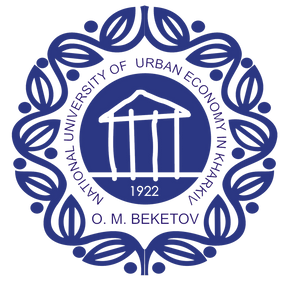 NATIONAL UNIVERSITY OF URBAN ECONOMY IN KHARKIV
1922
O. M. BEKETOV